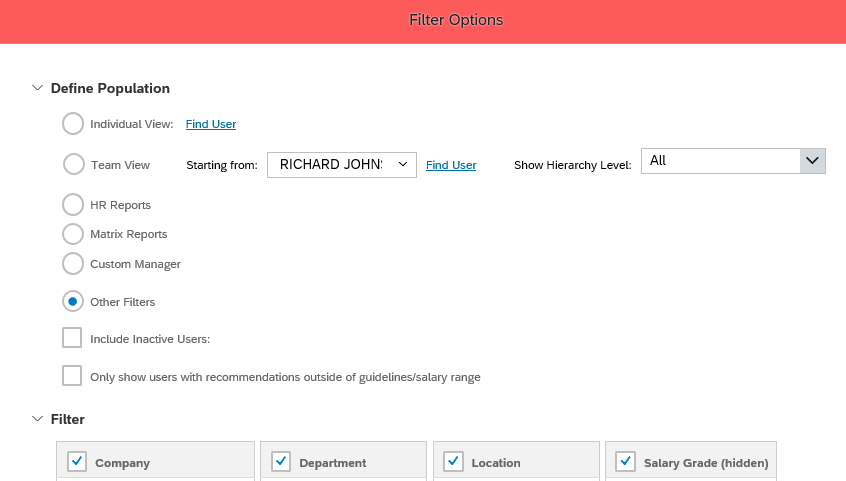 Filter Options
Define Population
Individual View: Find User
Team View Starting from: RICHARD JOHN Find User Show Hierarchy Level: All
HR Reports
Matrix Reports
Custom Manager
Other Filters
Include Inactive Users:
Only show users with recommendations outside of guidelines/salary range
Filter
Company Department Location Salary Grade (hidden)